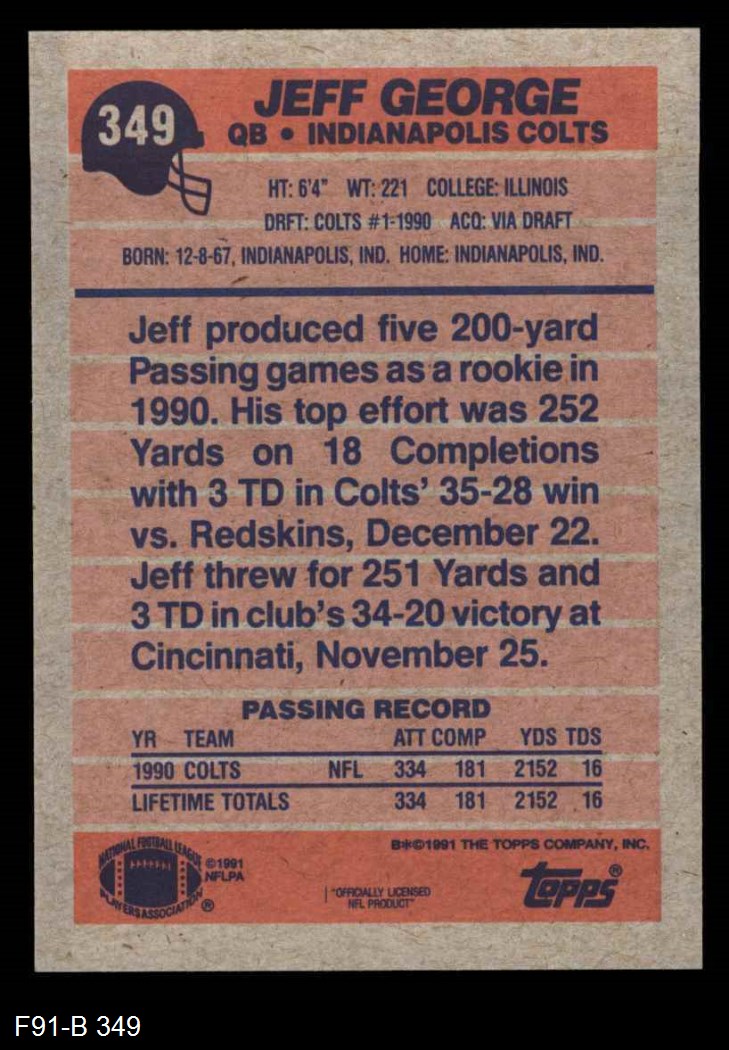 349
JEFF GEORGE
QB • INDIANAPOLIS COLTS
HT: 6'4" WT: 221 COLLEGE: ILLINOIS
DRFT: COLTS #1-1990 ACQ: VIA DRAFT
BORN: 12-8-67, INDIANAPOLIS, IND. HOME: INDIANAPOLIS, IND.
Jeff produced five 200-yard
Passing games as a rookie in
1990. His top effort was 252
Yards on 18 Completions
with 3 TD in Colts' 35-28 win
vs. Redskins, December 22.
Jeff threw for 251 Yards and
3 TD in club's 34-20 victory at
Cincinnati, November 25.
PASSING RECORD
YR TEAM ATT COMP YDS TDS
1990 COLTS NFL 334 181 2152 16
LIFETIME TOTALS 334 181 2152 16
NATIONAL FOOTBALL LEAGUE
PLAYERS ASSOCIATION ®
©1991
NFLPA
"OFFICIALLY LICENSED
NFL PRODUCT"
B*©1991 THE TOPPS COMPANY, INC.
topps®
F91-B 349